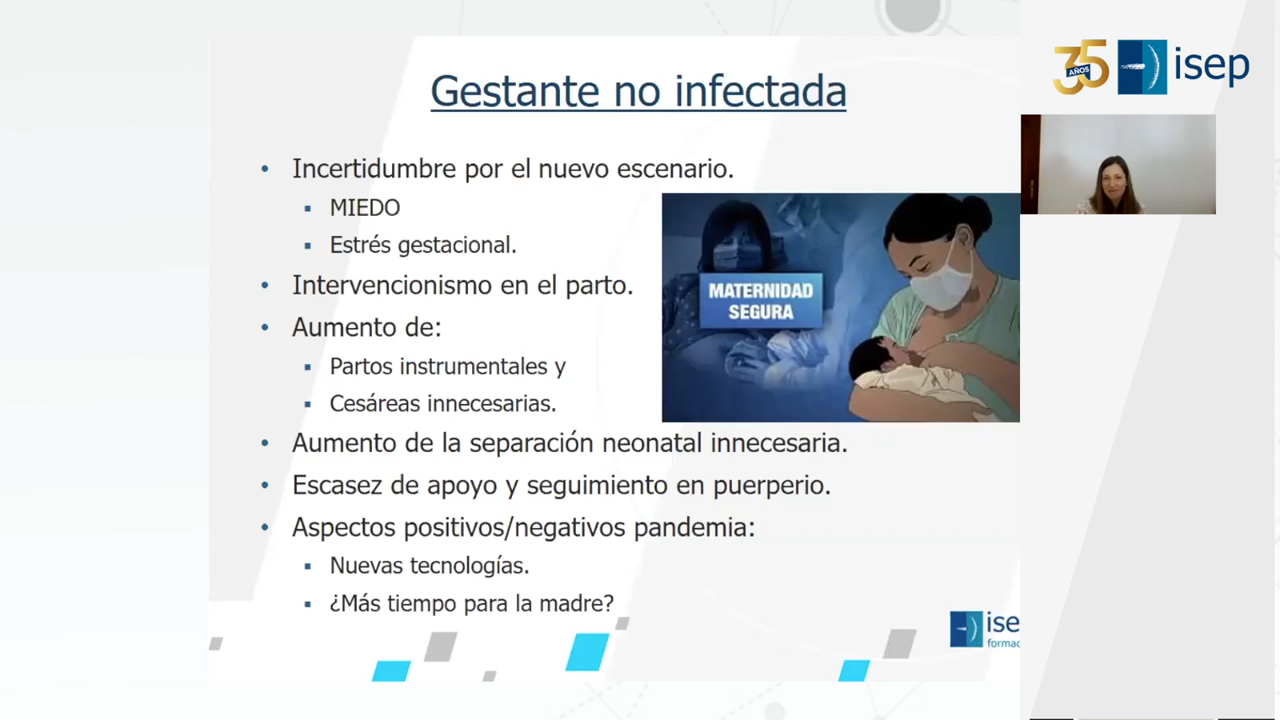 35
AÑOS
isep
Gestante no infectada
• Incertidumbre por el nuevo escenario.
▪ MIEDO
▪ Estrés gestacional.
• Intervencionismo en el parto.
• Aumento de:
▪ Partos instrumentales y
▪ Cesáreas innecesarias.
MATERNIDAD
SEGURA
• Aumento de la separación neonatal innecesaria.
• Escasez de apoyo y seguimiento en puerperio.
• Aspectos positivos/negativos pandemia:
▪ Nuevas tecnologías.
▪ ¿Más tiempo para la madre?
ise
formac